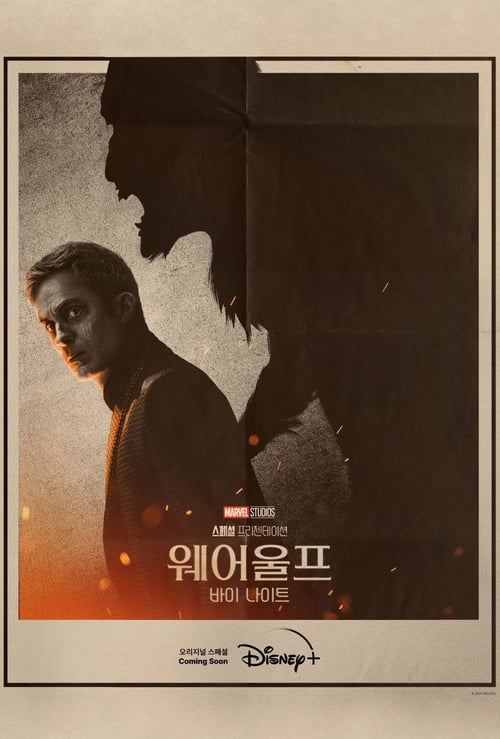 MARVEL STUDIOS
스페셜 프리젠테이션
웨어울프
바이 나이트
오리지널 스페셜
Coming Soon
Disney+